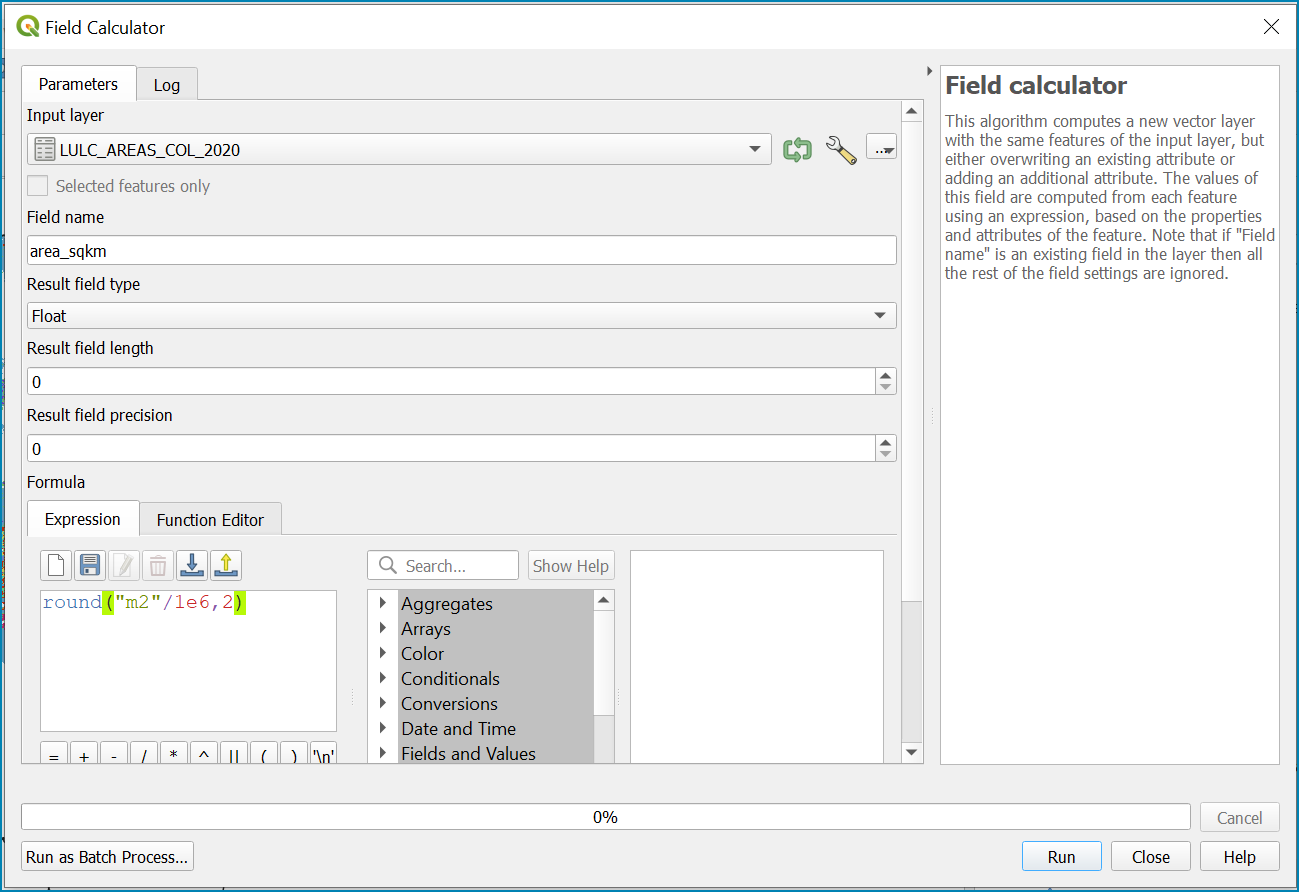 Field Calculator
Parameters
Log
Input layer
LULC_AREAS_COL_2020
...
Selected features only
Field name
area_sqkm
Result field type
Float
Result field length
0
Result field precision
0
Formula
Expression
Function Editor
Search...
Show Help
round("m2"/1e6,2)
Aggregates
Arrays
Color
Conditionals
Conversions
Date and Time
Fields and Values
= + - / * ^ || ( ) '\n'
Field calculator
This algorithm computes a new vector layer
with the same features of the input layer, but
either overwriting an existing attribute or
adding an additional attribute. The values of
this field are computed from each feature
using an expression, based on the properties
and attributes of the feature. Note that if "Field
name" is an existing field in the layer then all
the rest of the field settings are ignored.
0%
Cancel
Run as Batch Process...
Run
Close
Help